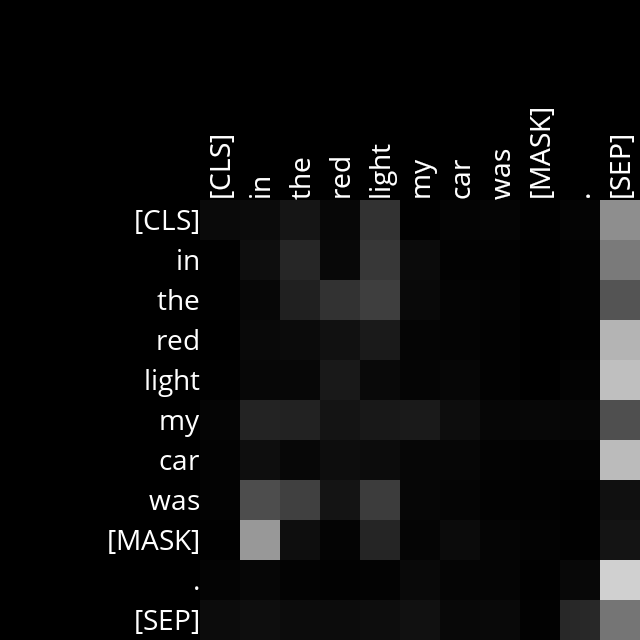 [CLS] in the red light my car was [MASK] . [SEP]
[CLS]
in
the
red
light
my
car
was
[MASK]
.
[SEP]